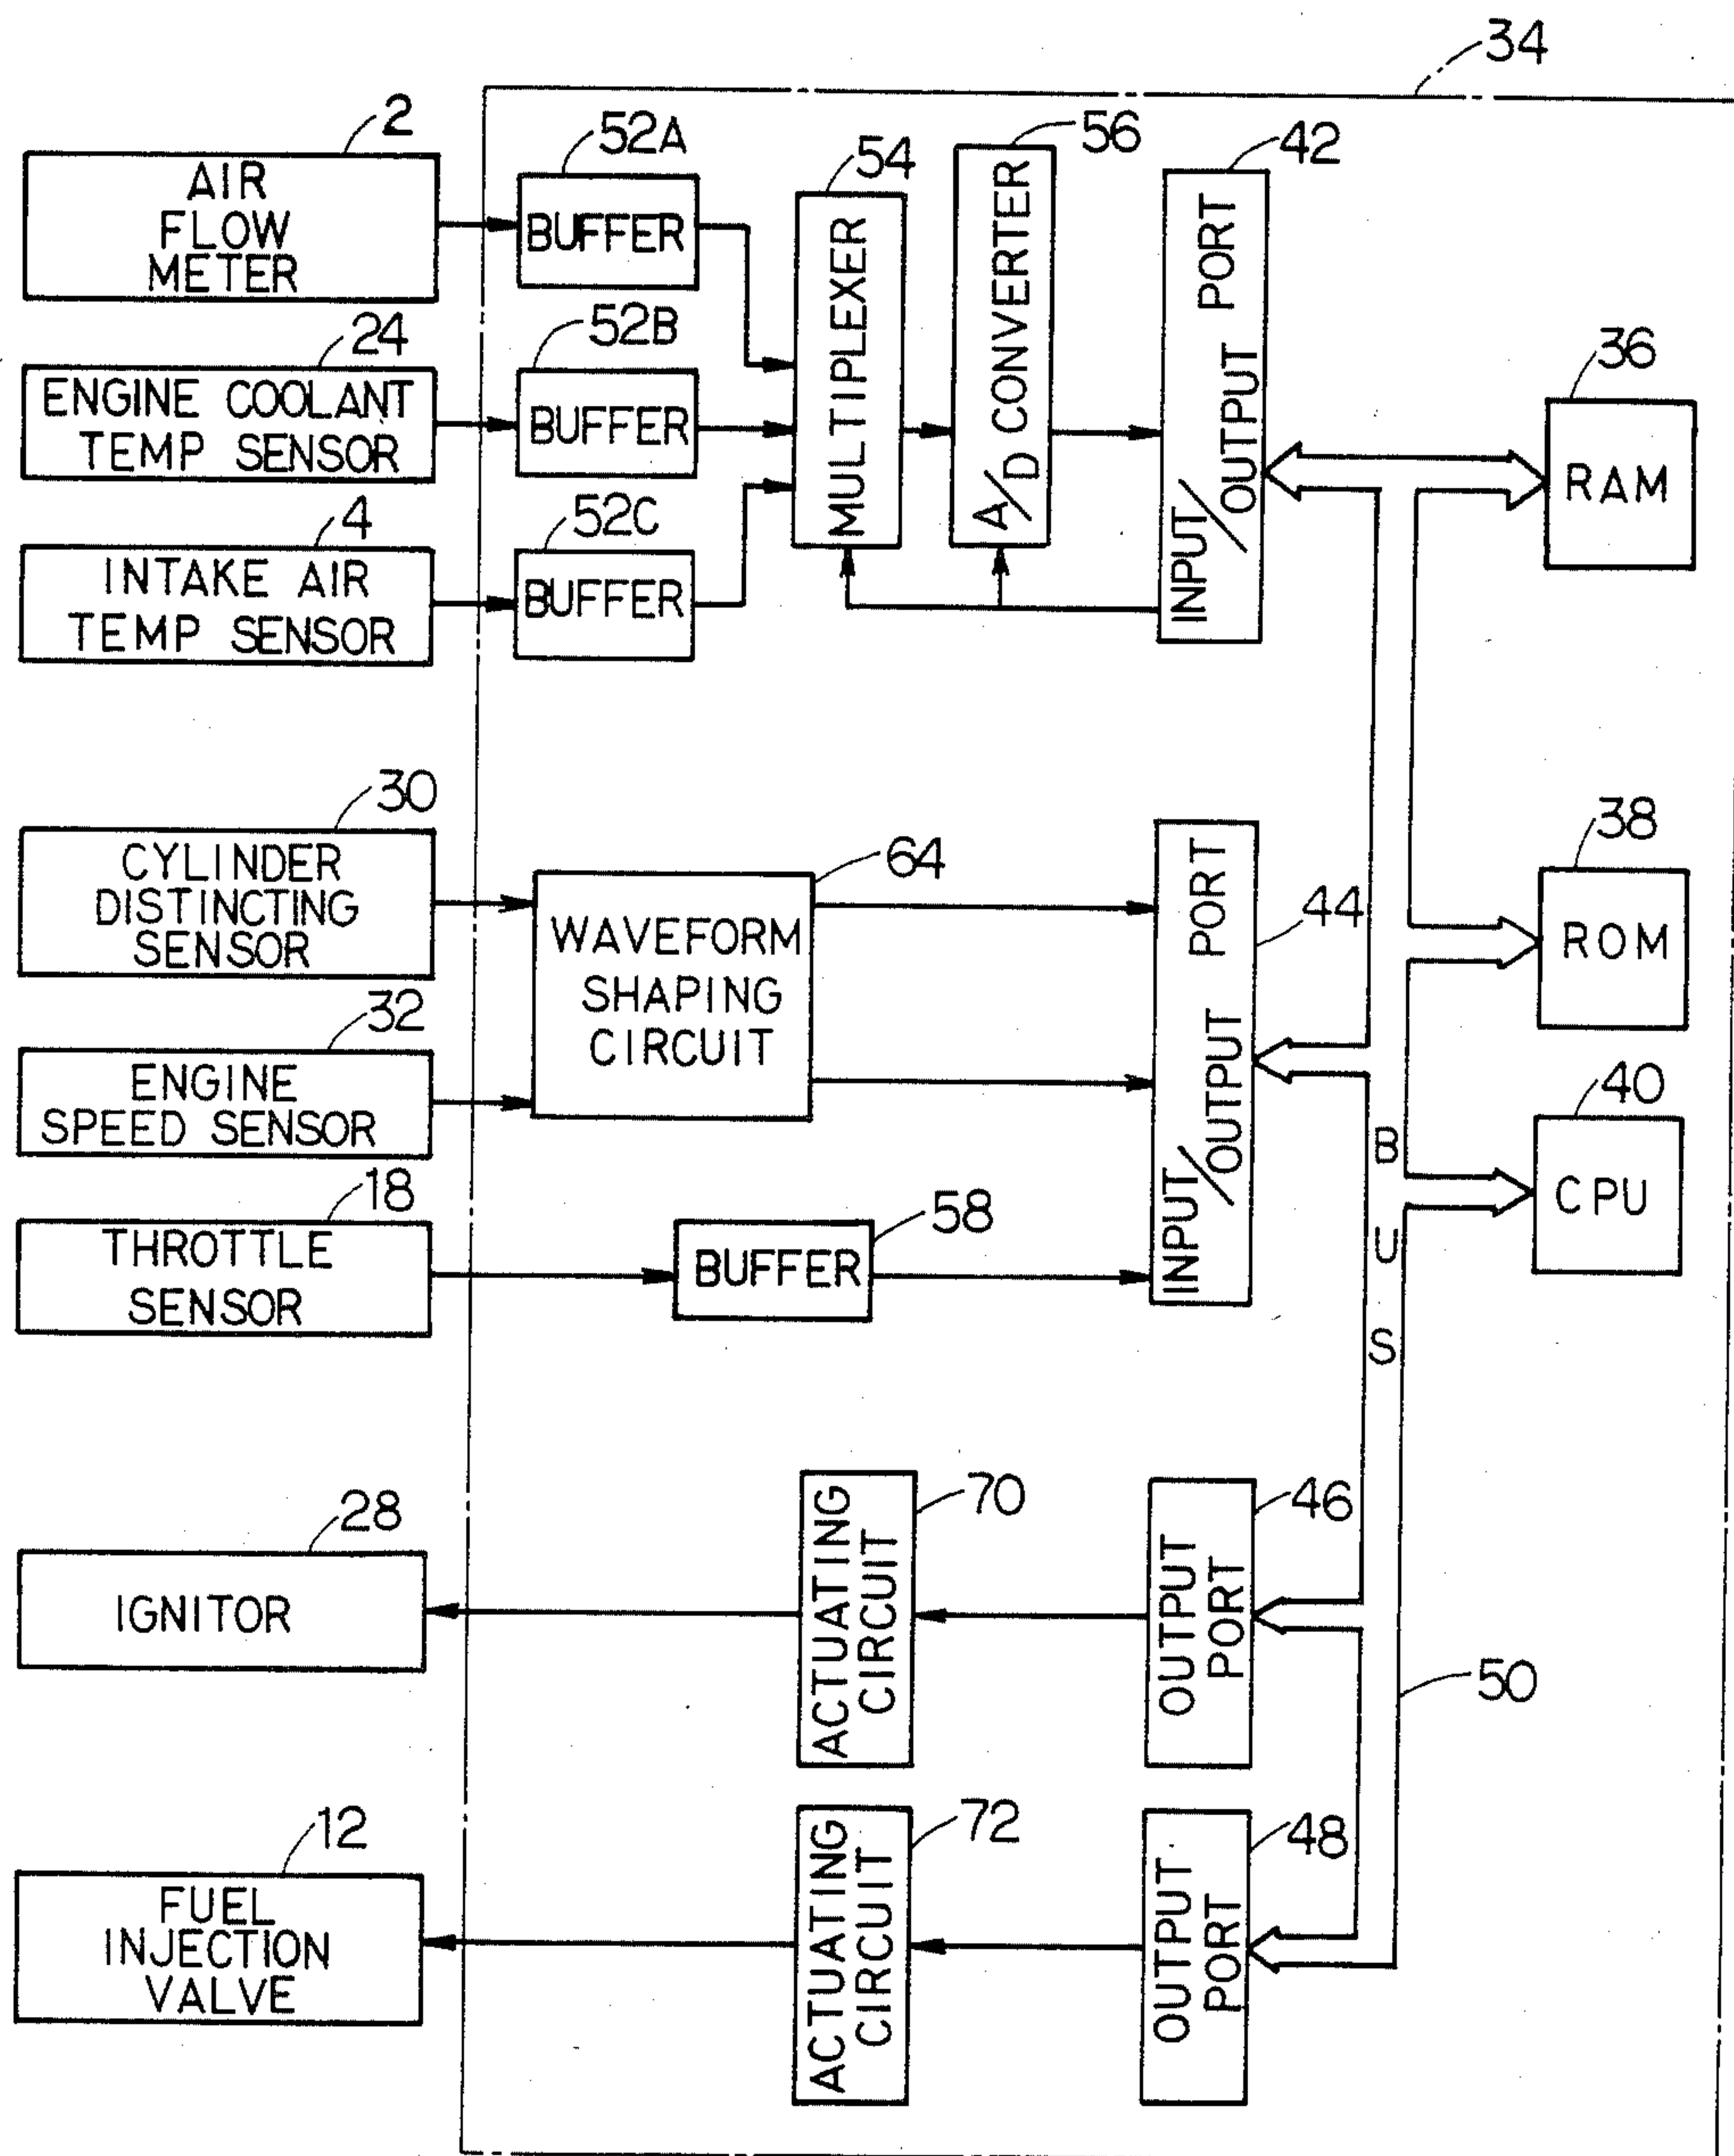 34
2
AIR
FLOW
METER
52A
BUFFER
54
MULTIPLEXER
56
A/D CONVERTER
42
INPUT/OUTPUT PORT
24
ENGINE COOLANT
TEMP SENSOR
52B
BUFFER
36
RAM
4
INTAKE AIR
TEMP SENSOR
52C
BUFFER
30
CYLINDER
DISTINCTING
SENSOR
64
WAVEFORM
SHAPING
CIRCUIT
44
INPUT/OUTPUT PORT
38
ROM
32
ENGINE
SPEED SENSOR
40
CPU
BUS
18
THROTTLE
SENSOR
58
BUFFER
28
IGNITOR
70
ACTUATING
CIRCUIT
46
OUTPUT
PORT
50
12
FUEL
INJECTION
VALVE
72
ACTUATING
CIRCUIT
48
OUTPUT
PORT